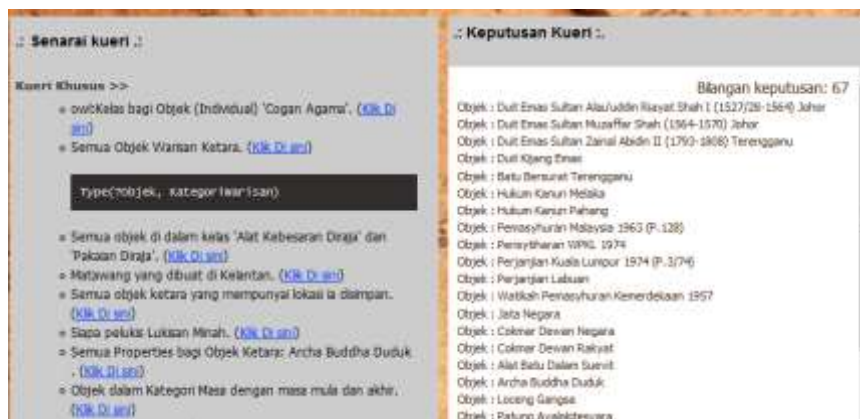 .: Senarai kueri .:
Kueri Khusus >>
owl:Kelas bagi Objek (Individual) 'Cogan Agama'. (Klik Di
sini)
Semua Objek Warisan Ketara. (Klik Di sini)
Type(?Objek, KategoriWarisan)
Semua objek di dalam kelas 'Alat Kebesaran Diraja' dan
'Pakaian Diraja'. (Klik Di sini)
Matawang yang dibuat di Kelantan. (Klik Di sini)
Semua objek ketara yang mempunyai lokasi ia disimpan.
(Klik Di sini)
Siapa pelukis Lukisan Minah. (Klik Di sini)
Semua Properties bagi Objek Ketara: Archa Buddha Duduk
. (Klik Di sini)
Objek dalam Kategori Masa dengan masa mula dan akhir.
(Klik Di sini)
.: Keputusan Kueri :.
Bilangan keputusan: 67
Objek : Duit Emas Sultan Alau'uddin Riayat Shah I (1527/28-1564) Johor
Objek : Duit Emas Sultan Muzaffar Shah (1564-1570) Johor
Objek : Duit Emas Sultan Zainal Abidin II (1793-1808) Terengganu
Objek : Duit Kijang Emas
Objek : Batu Bersurat Terengganu
Objek : Hukum Kanun Melaka
Objek : Hukum Kanun Pahang
Objek : Pemasyhuran Malaysia 1963 (P.128)
Objek : Perisytiharan WPKL 1974
Objek : Perjanjian Kuala Lumpur 1974 (P.3/74)
Objek : Perjanjian Labuan
Objek : Watikah Pemasyhuran Kemerdekaan 1957
Objek : Jata Negara
Objek : Cokmar Dewan Negara
Objek : Cokmar Dewan Rakyat
Objek : Alat Batu Dalam Suevit
Objek : Archa Buddha Duduk
Objek : Loceng Gangsa
Objek : Patung Avalokitesvara